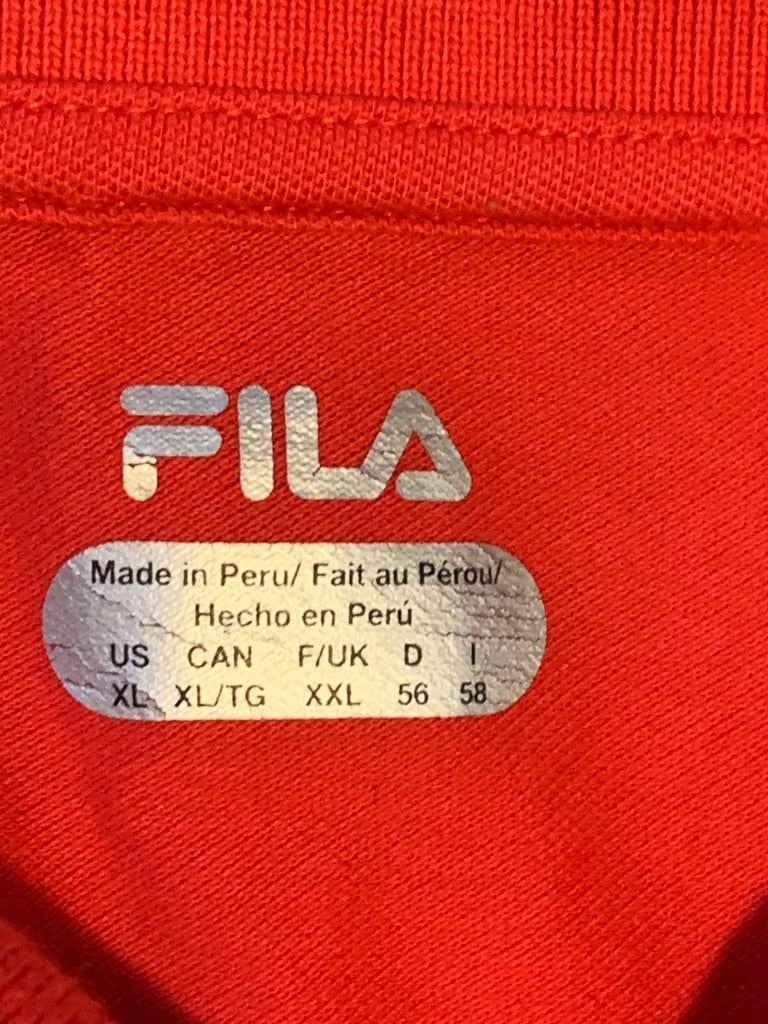 FILA
Made in Peru/ Fait au Pérou/
Hecho en Perú
US CAN F/UK D I
XL XL/TG XXL 56 58